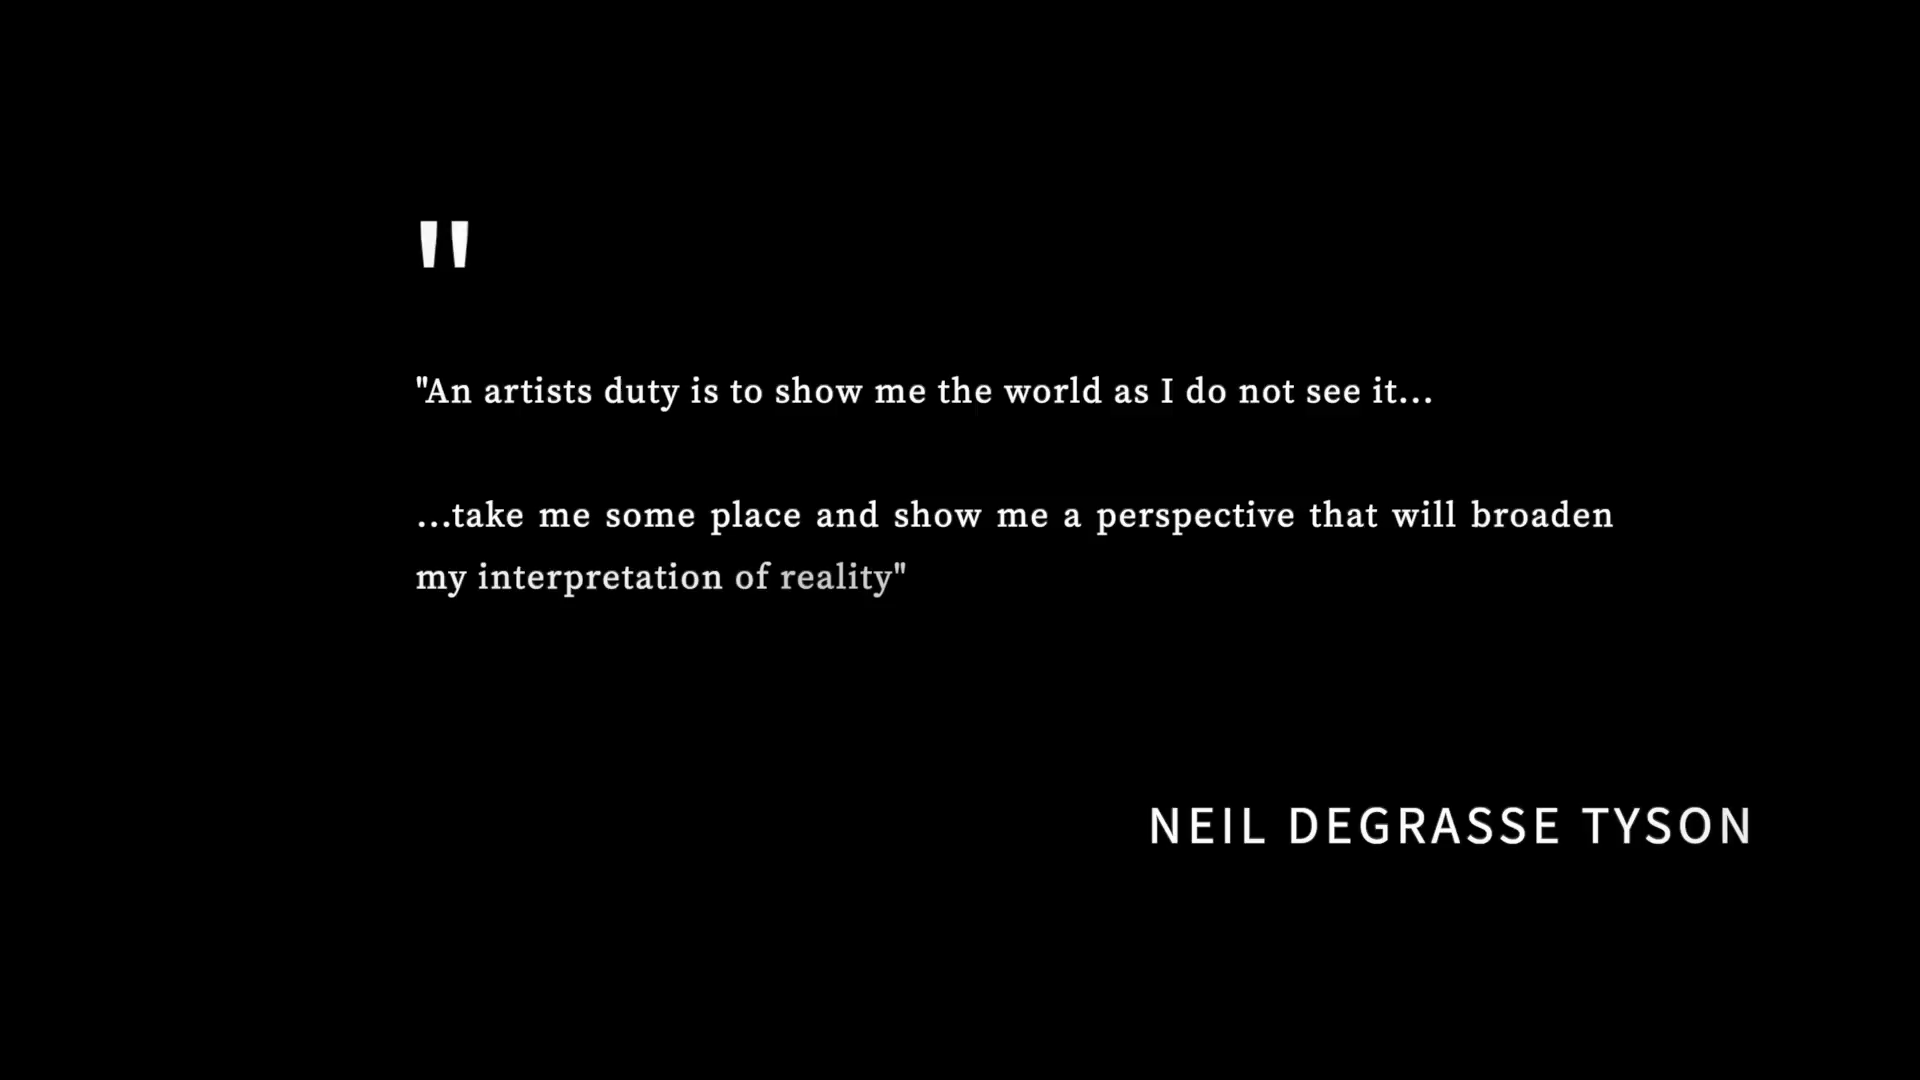 "
"An artists duty is to show me the world as I do not see it...
...take me some place and show me a perspective that will broaden
my interpretation of reality"
NEIL DEGRASSE TYSON